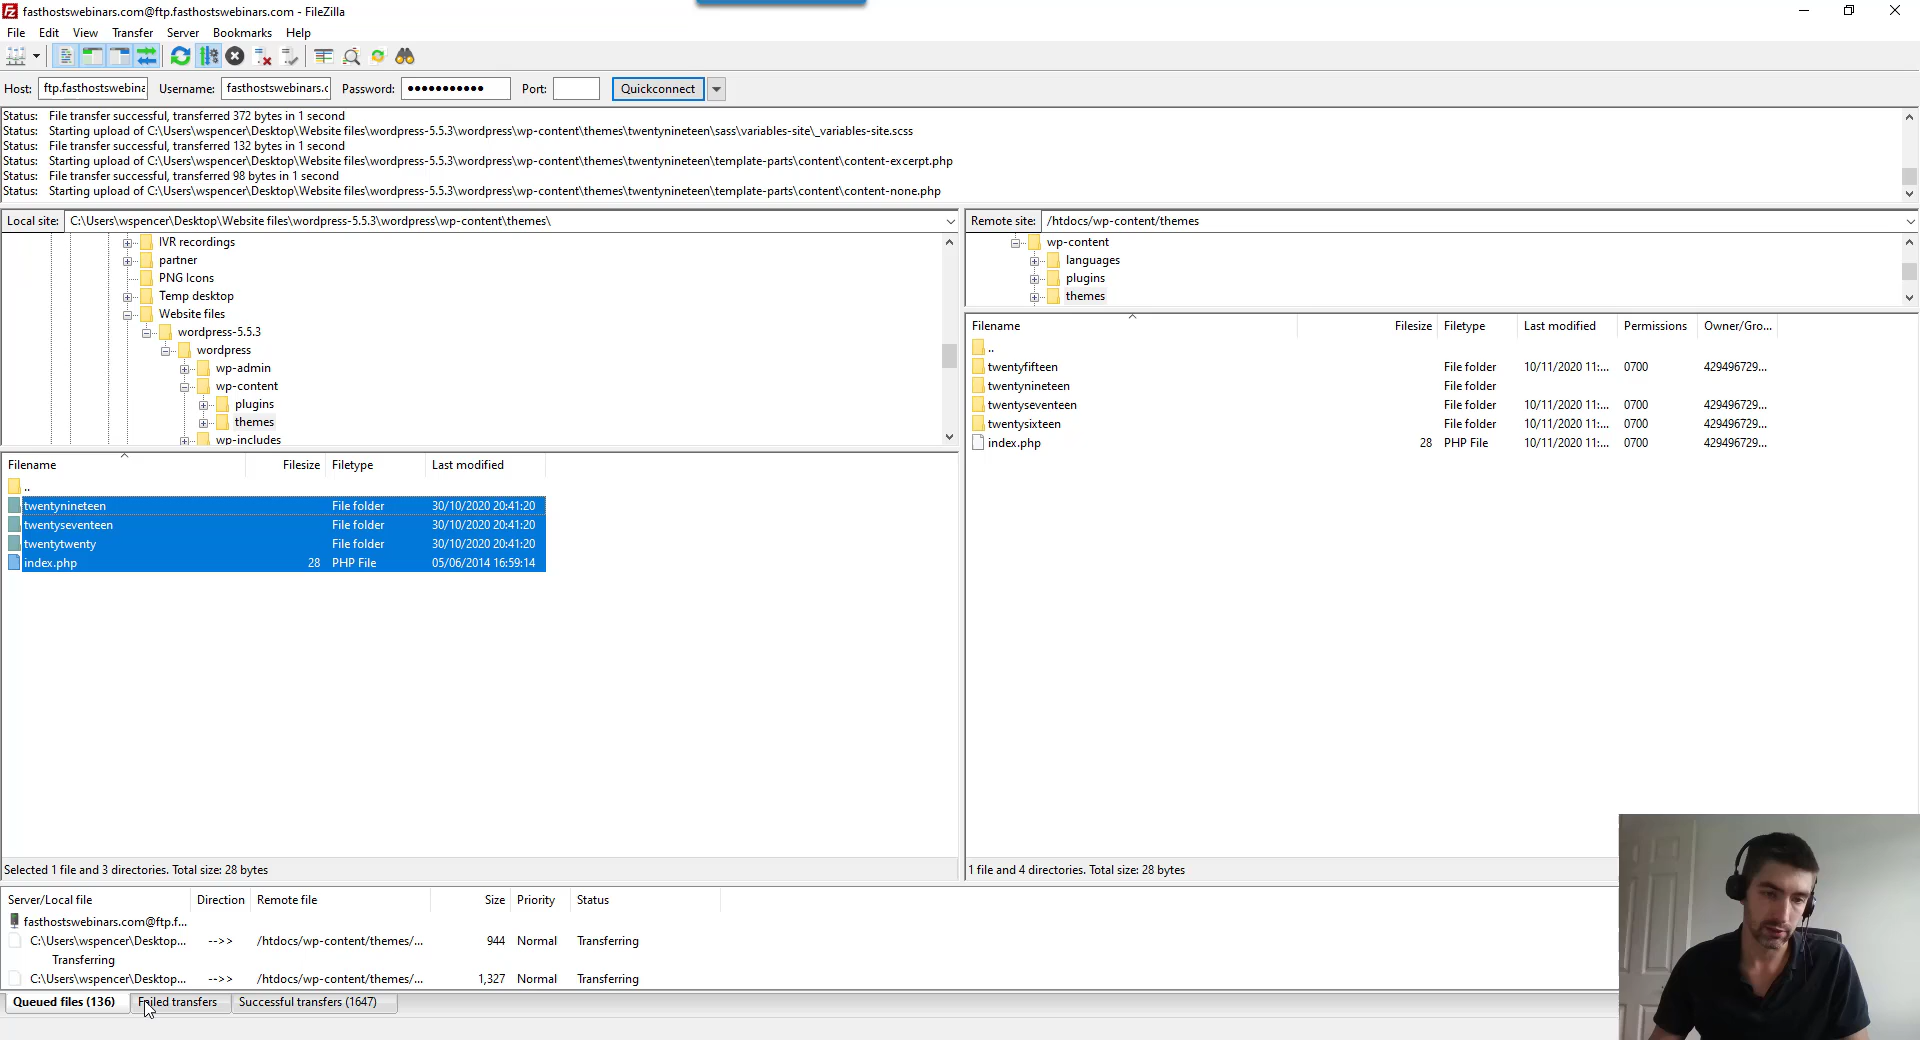 fasthostswebinars.com@ftp.fasthostswebinars.com - FileZilla
File Edit View Transfer Server Bookmarks Help
Host: ftp.fasthostswebina Username: fasthostswebinars.c Password: ●●●●●●●●●●● Port: Quickconnect
Status: File transfer successful, transferred 372 bytes in 1 second
Status: Starting upload of C:\Users\wspencer\Desktop\Website files\wordpress-5.5.3\wordpress\wp-content\themes\twentynineteen\sass\variables-site\_variables-site.scss
Status: File transfer successful, transferred 132 bytes in 1 second
Status: Starting upload of C:\Users\wspencer\Desktop\Website files\wordpress-5.5.3\wordpress\wp-content\themes\twentynineteen\template-parts\content\content-excerpt.php
Status: File transfer successful, transferred 98 bytes in 1 second
Status: Starting upload of C:\Users\wspencer\Desktop\Website files\wordpress-5.5.3\wordpress\wp-content\themes\twentynineteen\template-parts\content\content-none.php
Local site: C:\Users\wspencer\Desktop\Website files\wordpress-5.5.3\wordpress\wp-content\themes\
IVR recordings
partner
PNG Icons
Temp desktop
Website files
wordpress-5.5.3
wordpress
wp-admin
wp-content
plugins
themes
wp-includes
Filename Filesize Filetype Last modified
..
twentynineteen File folder 30/10/2020 20:41:20
twentyseventeen File folder 30/10/2020 20:41:20
twentytwenty File folder 30/10/2020 20:41:20
index.php 28 PHP File 05/06/2014 16:59:14
Selected 1 file and 3 directories. Total size: 28 bytes
Remote site: /htdocs/wp-content/themes
wp-content
languages
plugins
themes
Filename Filesize Filetype Last modified Permissions Owner/Gro...
..
twentyfifteen File folder 10/11/2020 11:... 0700 429496729...
twentynineteen File folder
twentyseventeen File folder 10/11/2020 11:... 0700 429496729...
twentysixteen File folder 10/11/2020 11:... 0700 429496729...
index.php 28 PHP File 10/11/2020 11:... 0700 429496729...
1 file and 4 directories. Total size: 28 bytes
Server/Local file Direction Remote file Size Priority Status
fasthostswebinars.com@ftp.f...
C:\Users\wspencer\Desktop... -->> /htdocs/wp-content/themes/... 944 Normal Transferring
Transferring
C:\Users\wspencer\Desktop... -->> /htdocs/wp-content/themes/... 1,327 Normal Transferring
Queued files (136) Failed transfers Successful transfers (1647)